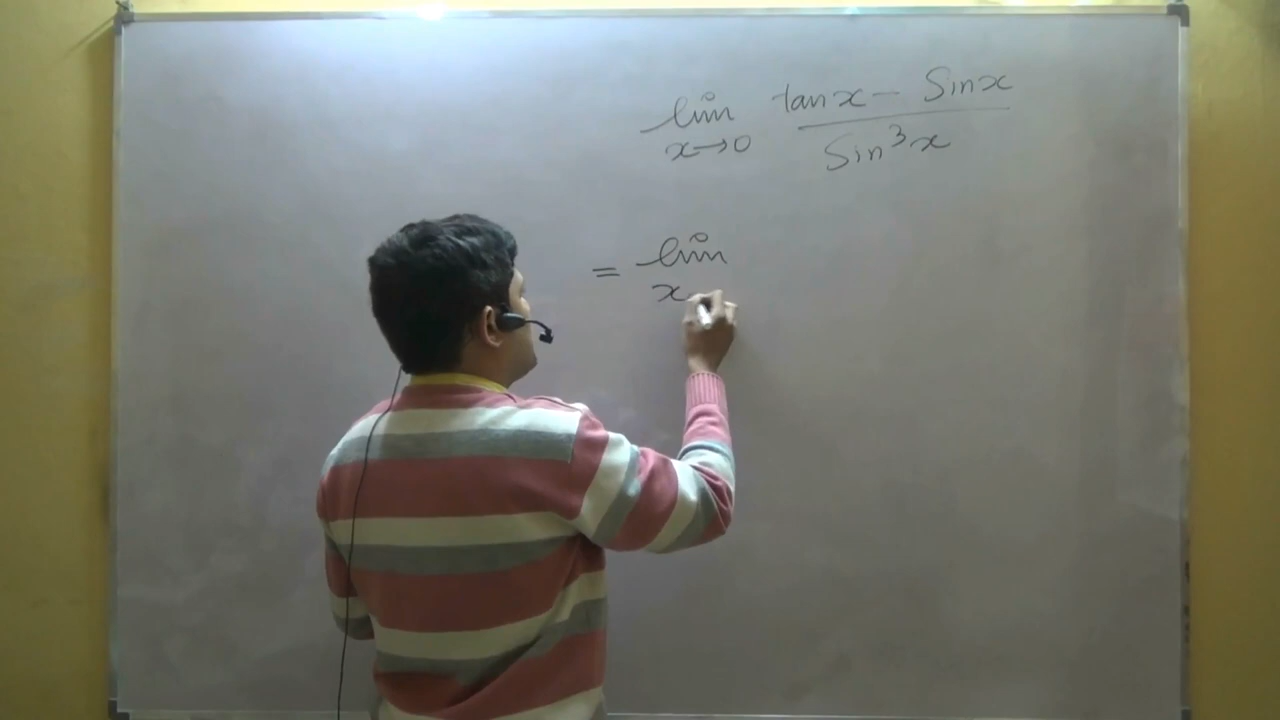 lim tanx - Sinx
x→0 Sin³x
= lim
x